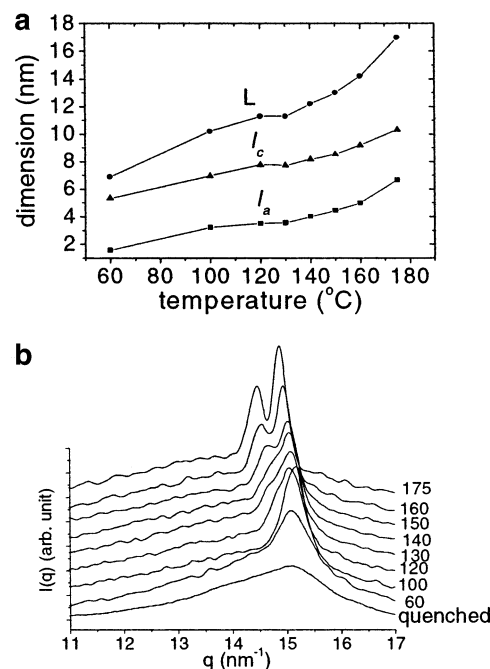 a
dimension (nm)
18
16
14
12
10
8
6
4
2
L
lc
la
60 80 100 120 140 160 180
temperature (°C)
b
I(q) (arb. unit)
175
160
150
140
130
120
100
60
quenched
11 12 13 14 15 16 17
q (nm⁻¹)